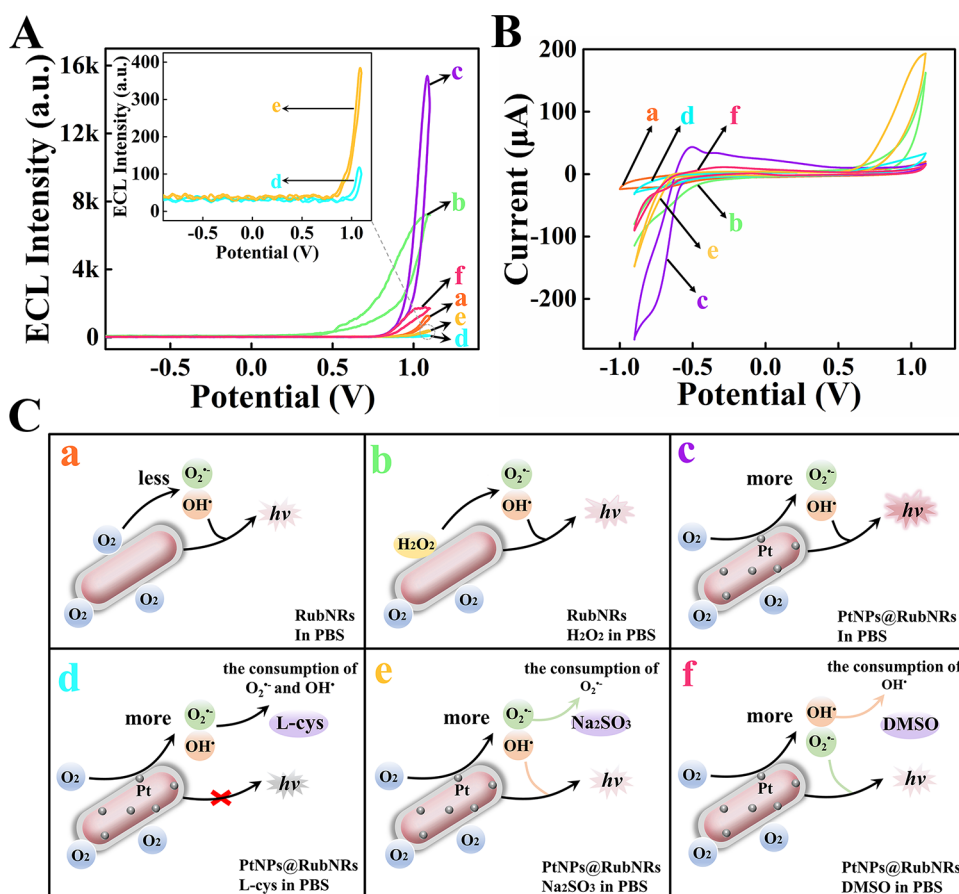 A
ECL Intensity (a.u.)
16k
12k
8k
4k
0
-0.5
0.0
0.5
1.0
Potential (V)
c
b
f
a
e
d
ECL Intensity (a.u.)
400
300
200
100
0
-0.5
0.0
0.5
1.0
Potential (V)
e
d
B
Current (µA)
200
100
0
-100
-200
-1.0
-0.5
0.0
0.5
1.0
Potential (V)
a
d
f
b
e
c
C
a
less
O₂•⁻
OH•
O₂
hv
O₂
O₂
RubNRs
In PBS
b
O₂•⁻
OH•
H₂O₂
hv
O₂
O₂
RubNRs
H₂O₂ in PBS
c
more
O₂•⁻
OH•
O₂
Pt
hv
O₂
O₂
PtNPs@RubNRs
In PBS
d
the consumption of
O₂•⁻ and OH•
more
O₂•⁻
L-cys
OH•
O₂
Pt
hv
O₂
O₂
PtNPs@RubNRs
L-cys in PBS
e
the consumption of
O₂•⁻
more
O₂•⁻
Na₂SO₃
OH•
O₂
Pt
hv
O₂
O₂
PtNPs@RubNRs
Na₂SO₃ in PBS
f
the consumption of
OH•
more
OH•
DMSO
O₂•⁻
O₂
Pt
hv
O₂
O₂
PtNPs@RubNRs
DMSO in PBS